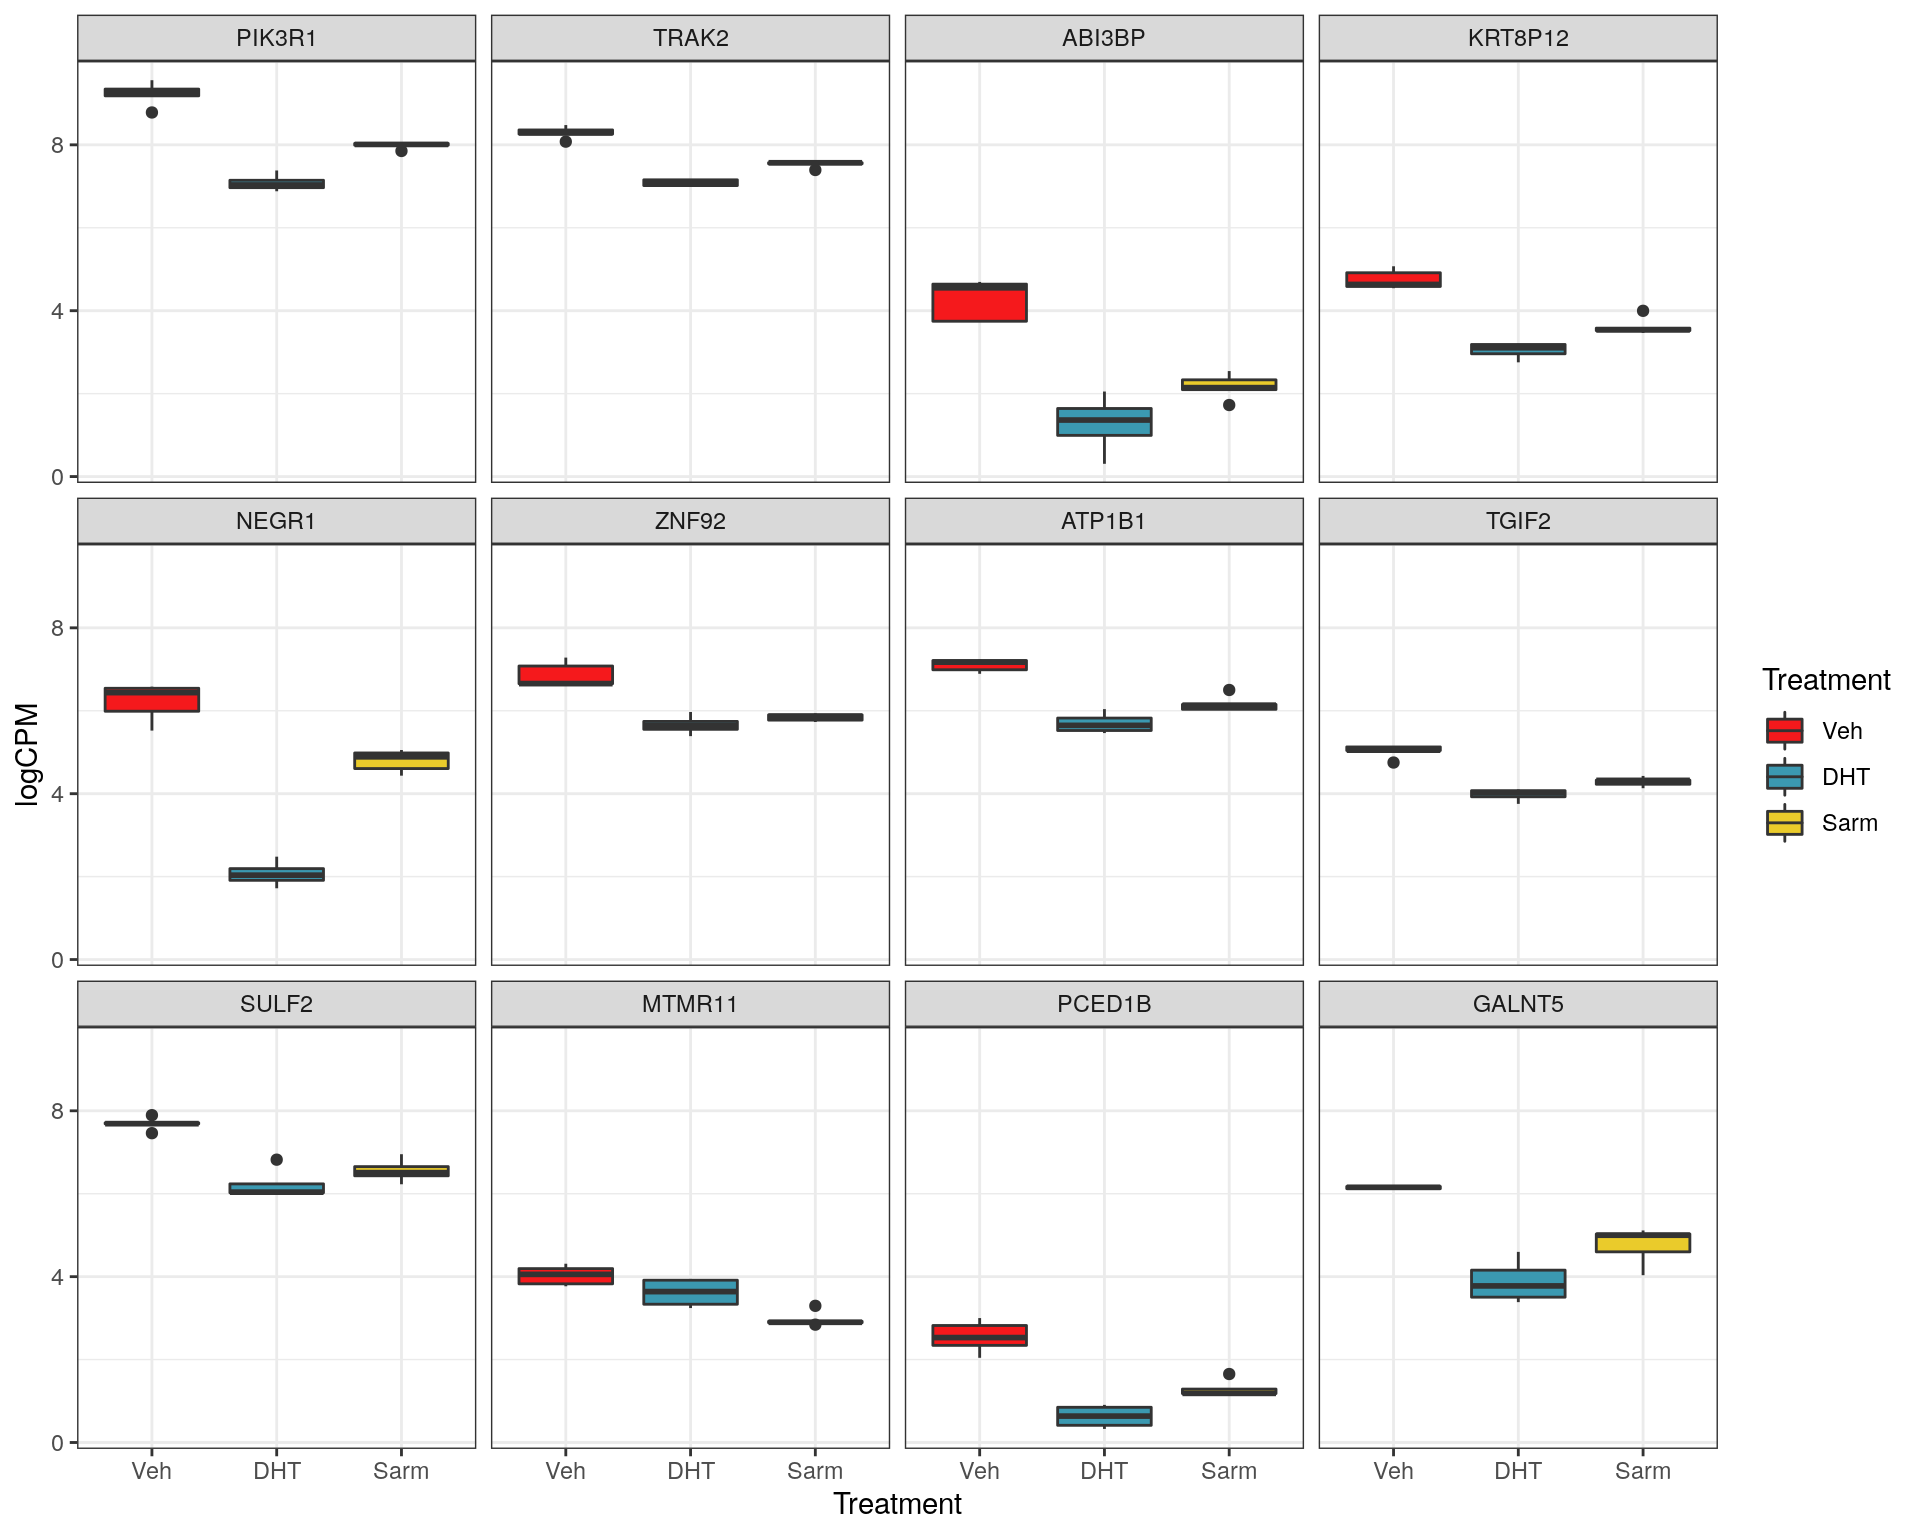 PIK3R1 TRAK2 ABI3BP KRT8P12
8
4
0
NEGR1 ZNF92 ATP1B1 TGIF2
8
4
0
SULF2 MTMR11 PCED1B GALNT5
8
4
0
Veh DHT Sarm Veh DHT Sarm Veh DHT Sarm Veh DHT Sarm
Treatment
logCPM
Treatment
Veh
DHT
Sarm